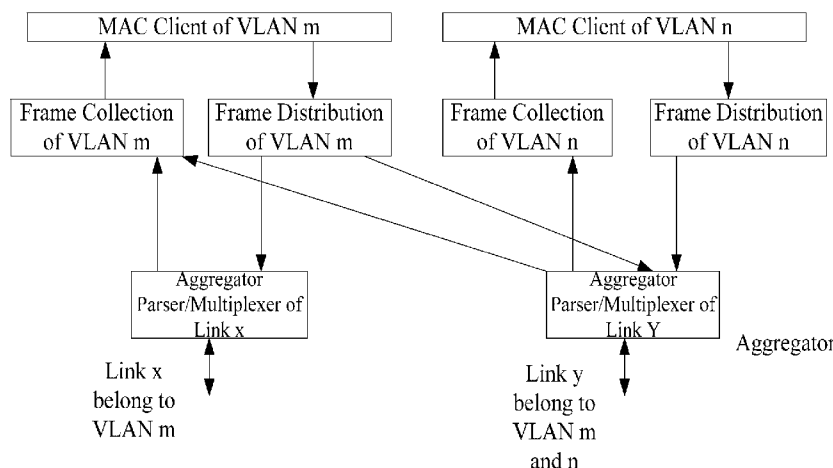 MAC Client of VLAN m
MAC Client of VLAN n
Frame Collection
of VLAN m
Frame Distribution
of VLAN m
Frame Collection
of VLAN n
Frame Distribution
of VLAN n
Aggregator
Parser/Multiplexer of
Link x
Aggregator
Parser/Multiplexer of
Link Y
Aggregator
Link x
belong to
VLAN m
Link y
belong to
VLAN m
and n